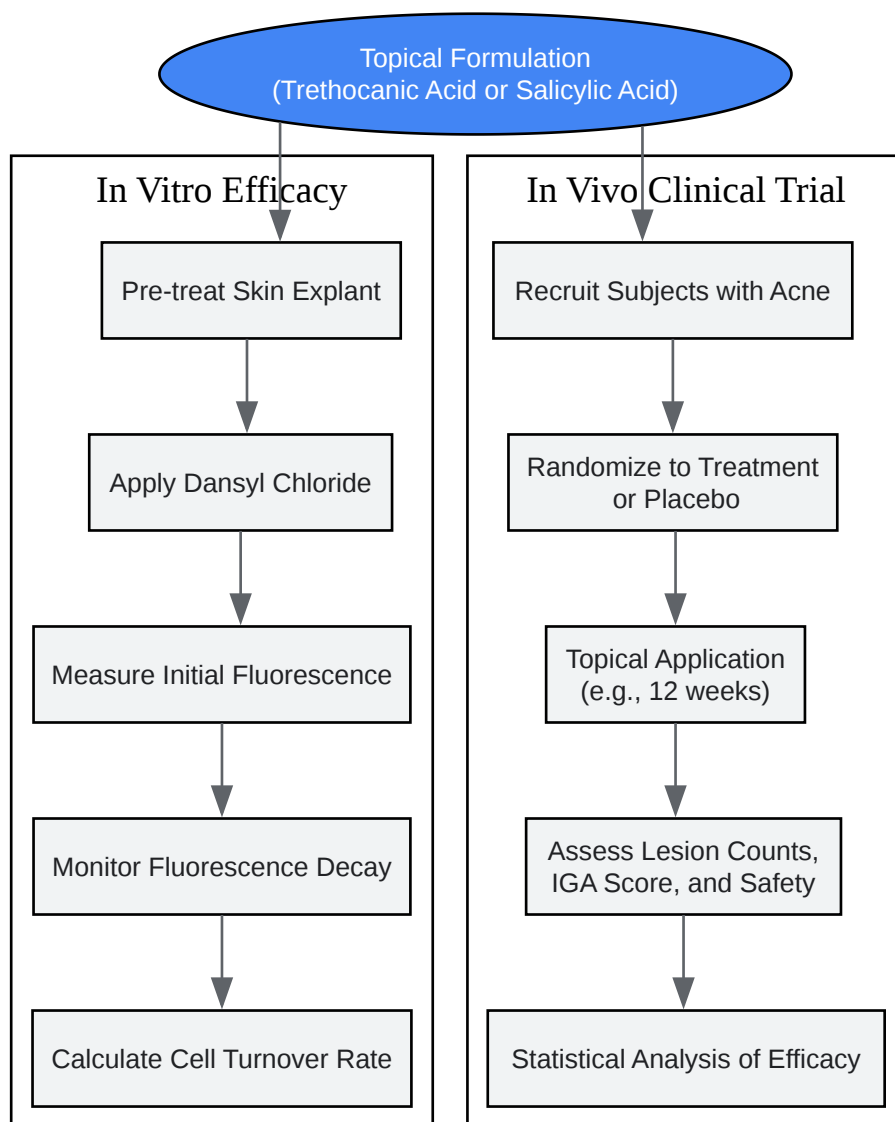 Topical Formulation
(Trethocanic Acid or Salicylic Acid)
In Vitro Efficacy
Pre-treat Skin Explant
Apply Dansyl Chloride
Measure Initial Fluorescence
Monitor Fluorescence Decay
Calculate Cell Turnover Rate
In Vivo Clinical Trial
Recruit Subjects with Acne
Randomize to Treatment
or Placebo
Topical Application
(e.g., 12 weeks)
Assess Lesion Counts,
IGA Score, and Safety
Statistical Analysis of Efficacy